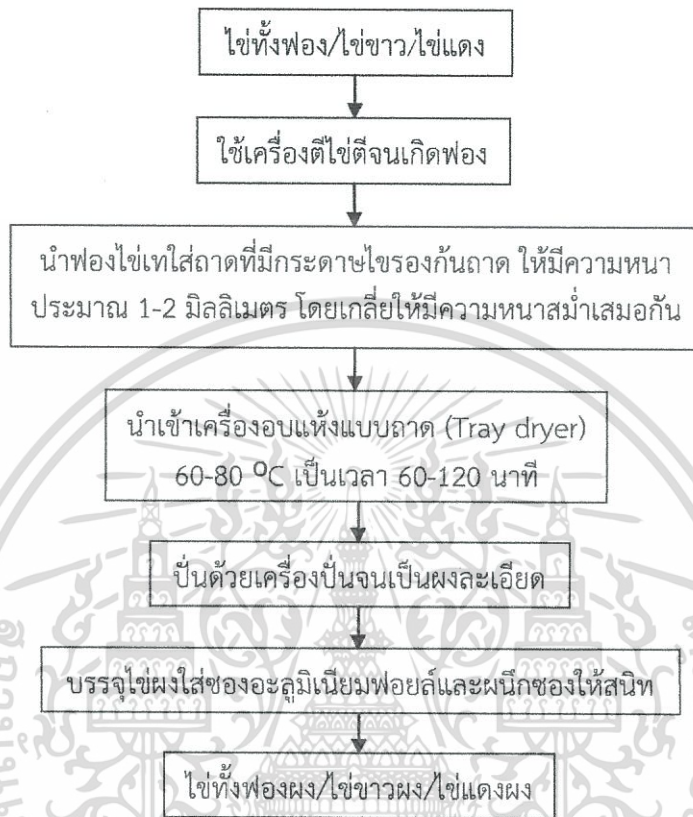 ไข่ทั้งฟอง/ไข่ขาว/ไข่แดง
ใช้เครื่องตีไข่ตีจนเกิดฟอง
นำฟองไข่เทใส่ถาดที่มีกระดาษไขรองก้นถาด ให้มีความหนา
ประมาณ 1-2 มิลลิเมตร โดยเกลี่ยให้มีความหนาสม่ำเสมอกัน
นำเข้าเครื่องอบแห้งแบบถาด (Tray dryer)
60-80 ºC เป็นเวลา 60-120 นาที
ปั่นด้วยเครื่องปั่นจนเป็นผงละเอียด
บรรจุไข่ผงใส่ซองอะลูมิเนียมฟอยล์และผนึกซองให้สนิท
ไข่ทั้งฟองผง/ไข่ขาวผง/ไข่แดงผง